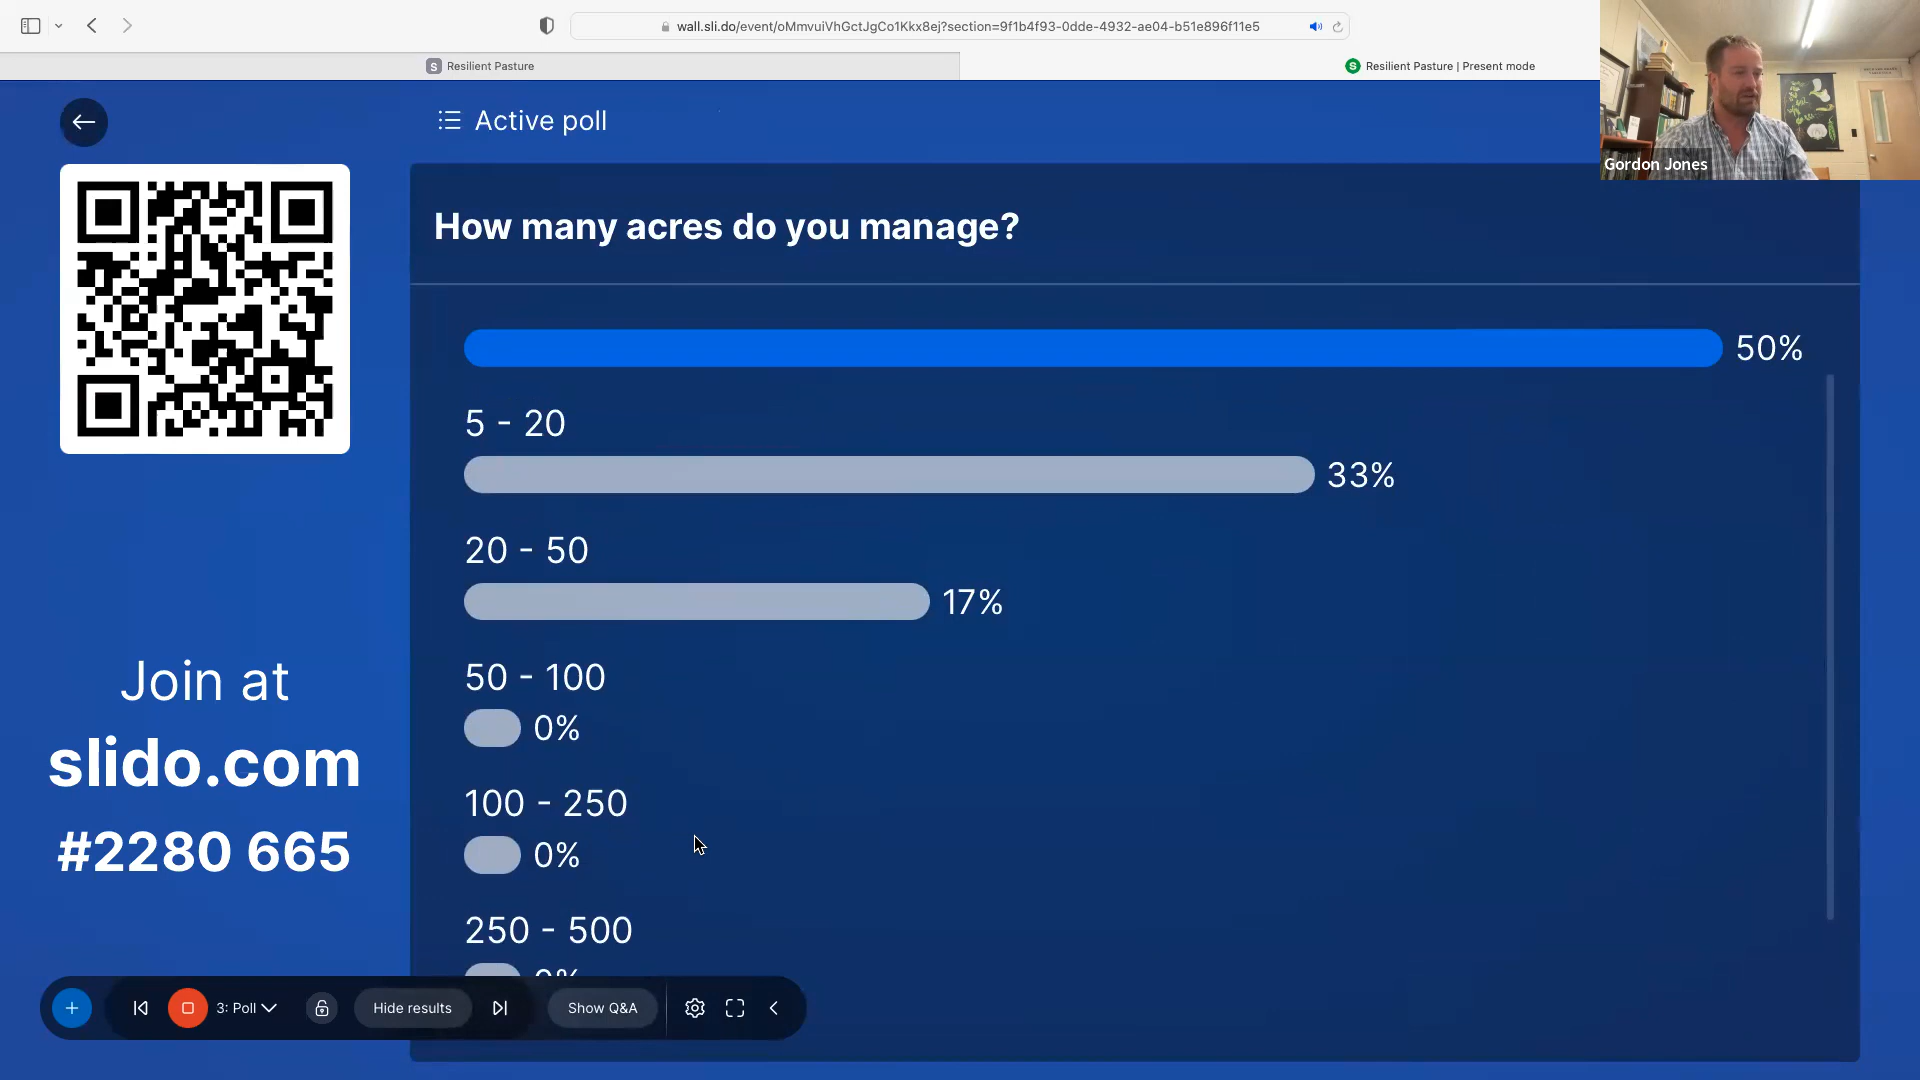 wall.sli.do/event/oMmvuiVhGctJgCo1Kkx8ej?section=9f1b4f93-0dde-4932-ae04-b51e896f11e5
S Resilient Pasture
S Resilient Pasture | Present mode
Gordon Jones
Active poll
How many acres do you manage?
50%
5 - 20
33%
20 - 50
17%
50 - 100
0%
100 - 250
0%
250 - 500
0%
Join at
slido.com
#2280 665
3: Poll
Hide results
Show Q&A